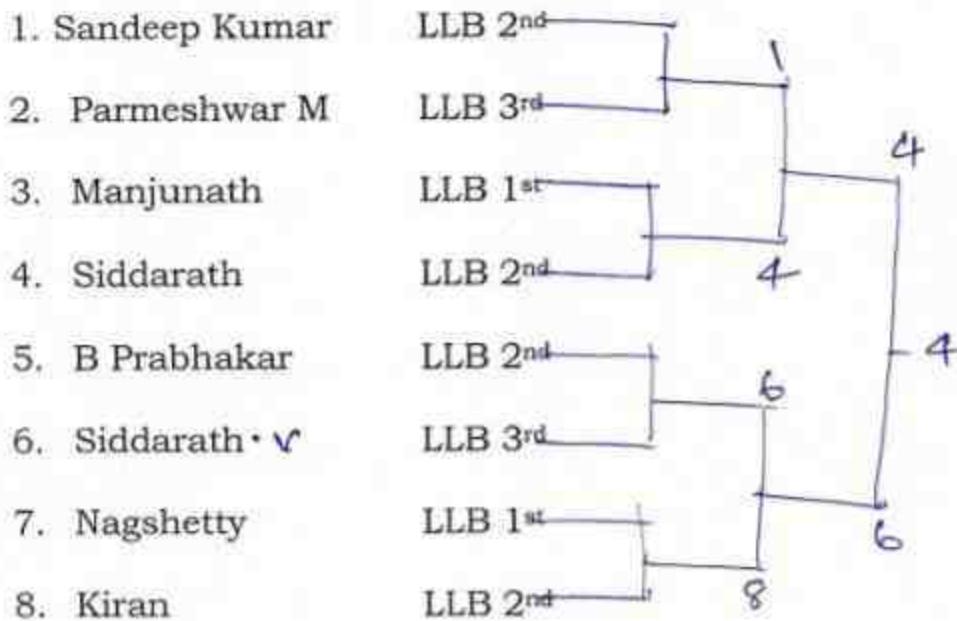 1. Sandeep Kumar LLB 2nd
1
2. Parmeshwar M LLB 3rd
4
3. Manjunath LLB 1st
4. Siddarath LLB 2nd
4
5. B Prabhakar LLB 2nd
4
6
6. Siddarath · v LLB 3rd
7. Nagshetty LLB 1st
6
8. Kiran LLB 2nd
8